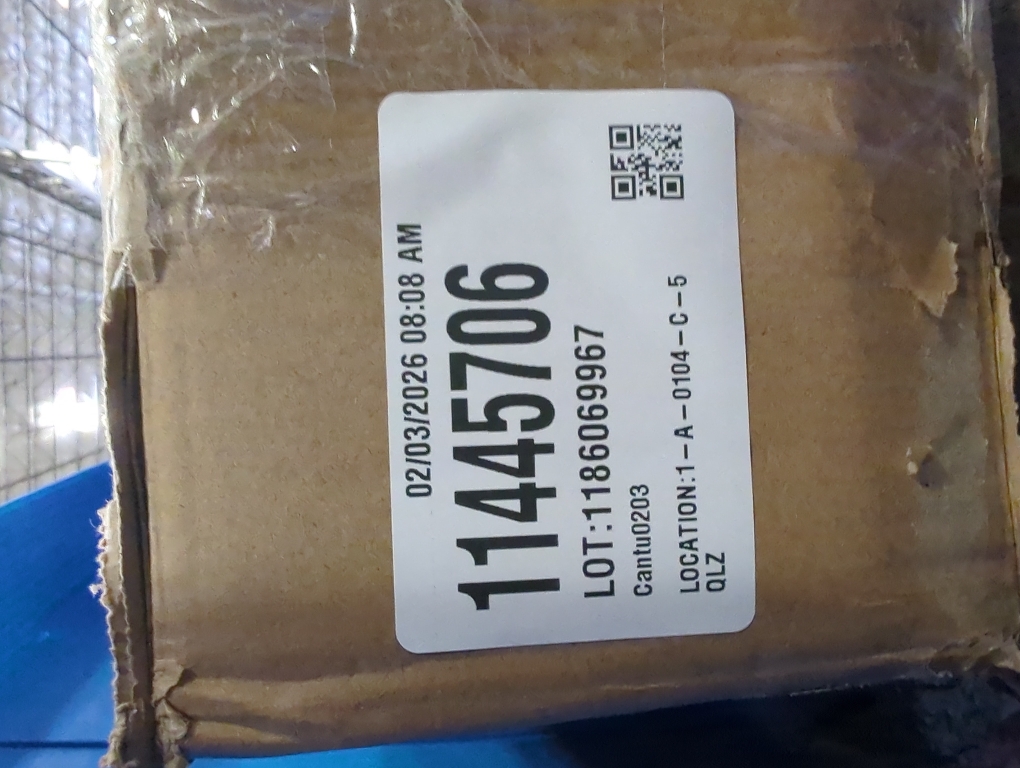 02/03/2026 08:08 AM
11445706
LOT:1186069967
Cantu0203
LOCATION:1-A-0104-C-5
QLZ